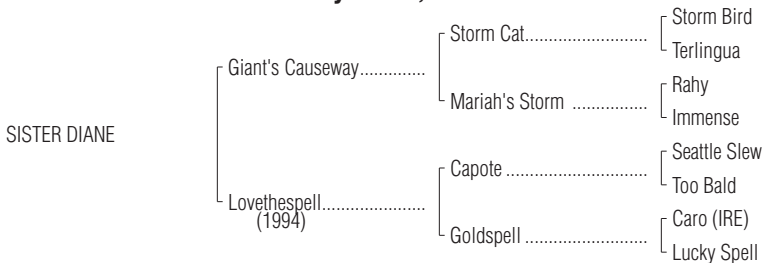 Storm Bird
Storm Cat........................
Terlingua
Giant's Causeway.............
Rahy
Mariah's Storm ...............
Immense
SISTER DIANE
Seattle Slew
Capote ............................
Too Bald
Lovethespell....................
(1994)
Caro (IRE)
Goldspell ........................
Lucky Spell